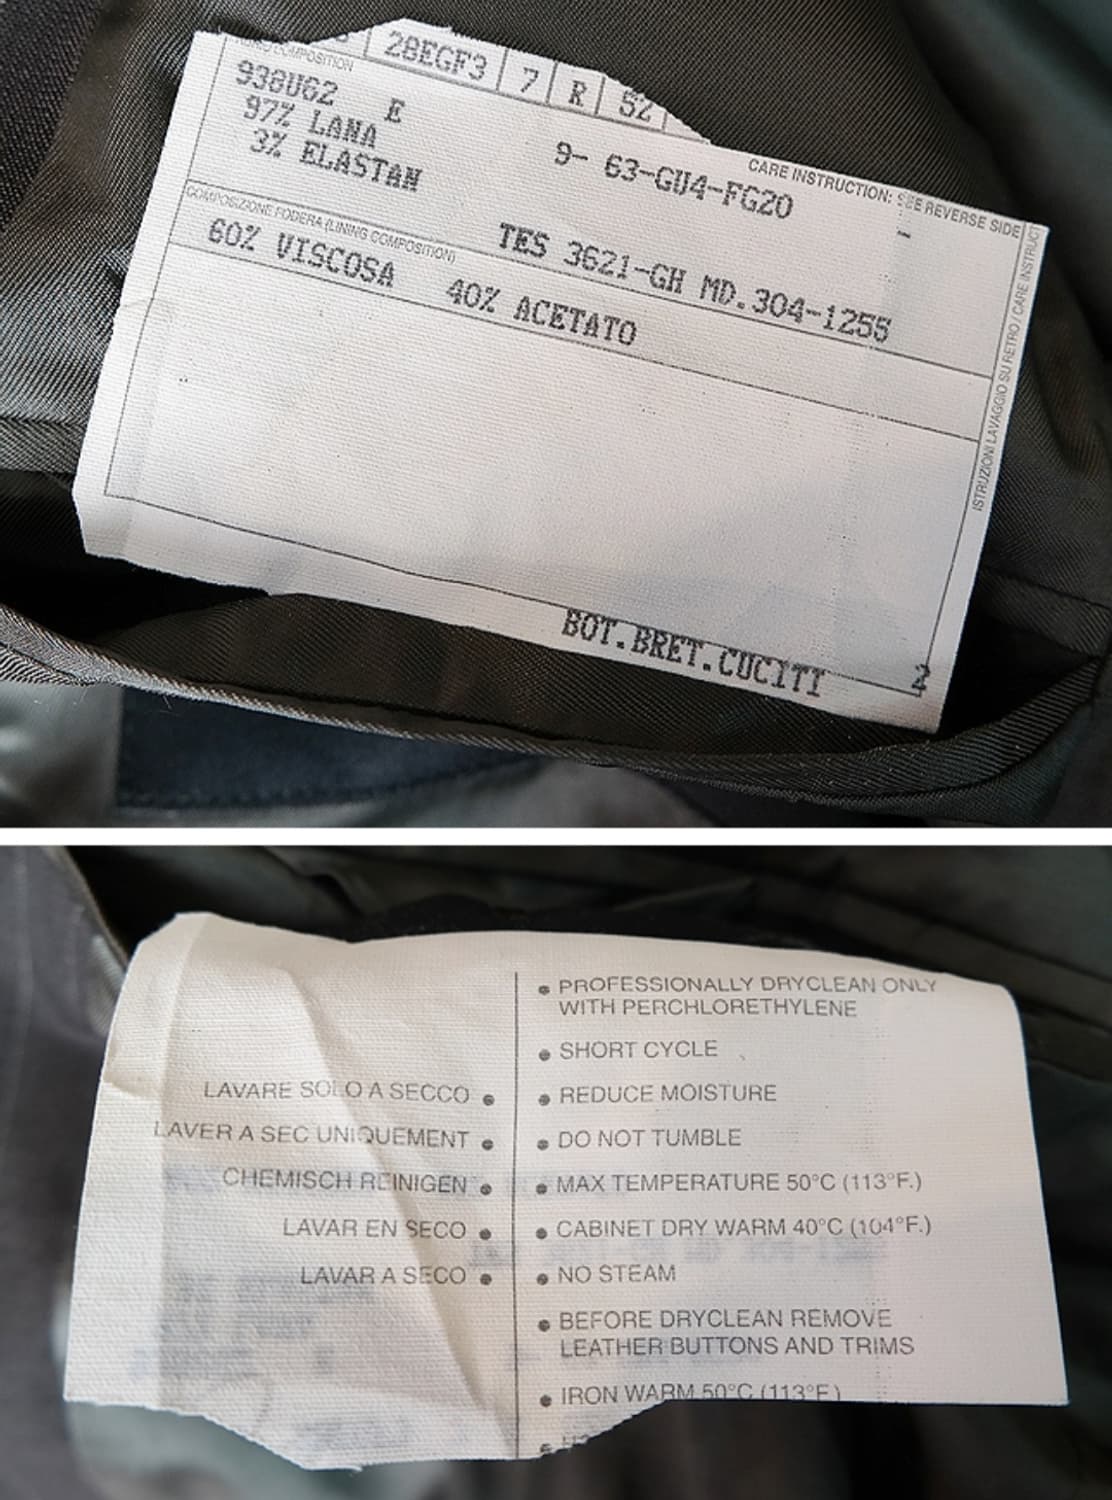 28EGF3 7 R 52
COMPOSITION
938U62 E
97% LANA
3% ELASTAN
9- 63-GU4-FG20
CARE INSTRUCTION: SEE REVERSE SIDE
-
COMPOSIZIONE FODERA (LINING COMPOSITION)
TES 3621-GH MD.304-1255
60% VISCOSA 40% ACETATO
ISTRUZIONI LAVAGGIO SU RETRO / CARE INSTRUCT
BOT.BRET.CUCITI 2
LAVARE SOLO A SECCO •
LAVER A SEC UNIQUEMENT •
CHEMISCH REINIGEN •
LAVAR EN SECO •
LAVAR A SECO •
• PROFESSIONALLY DRYCLEAN ONLY
WITH PERCHLORETHYLENE
• SHORT CYCLE
• REDUCE MOISTURE
• DO NOT TUMBLE
• MAX TEMPERATURE 50°C (113°F.)
• CABINET DRY WARM 40°C (104°F.)
• NO STEAM
• BEFORE DRYCLEAN REMOVE
LEATHER BUTTONS AND TRIMS
• IRON WARM 50°C (113°F.)